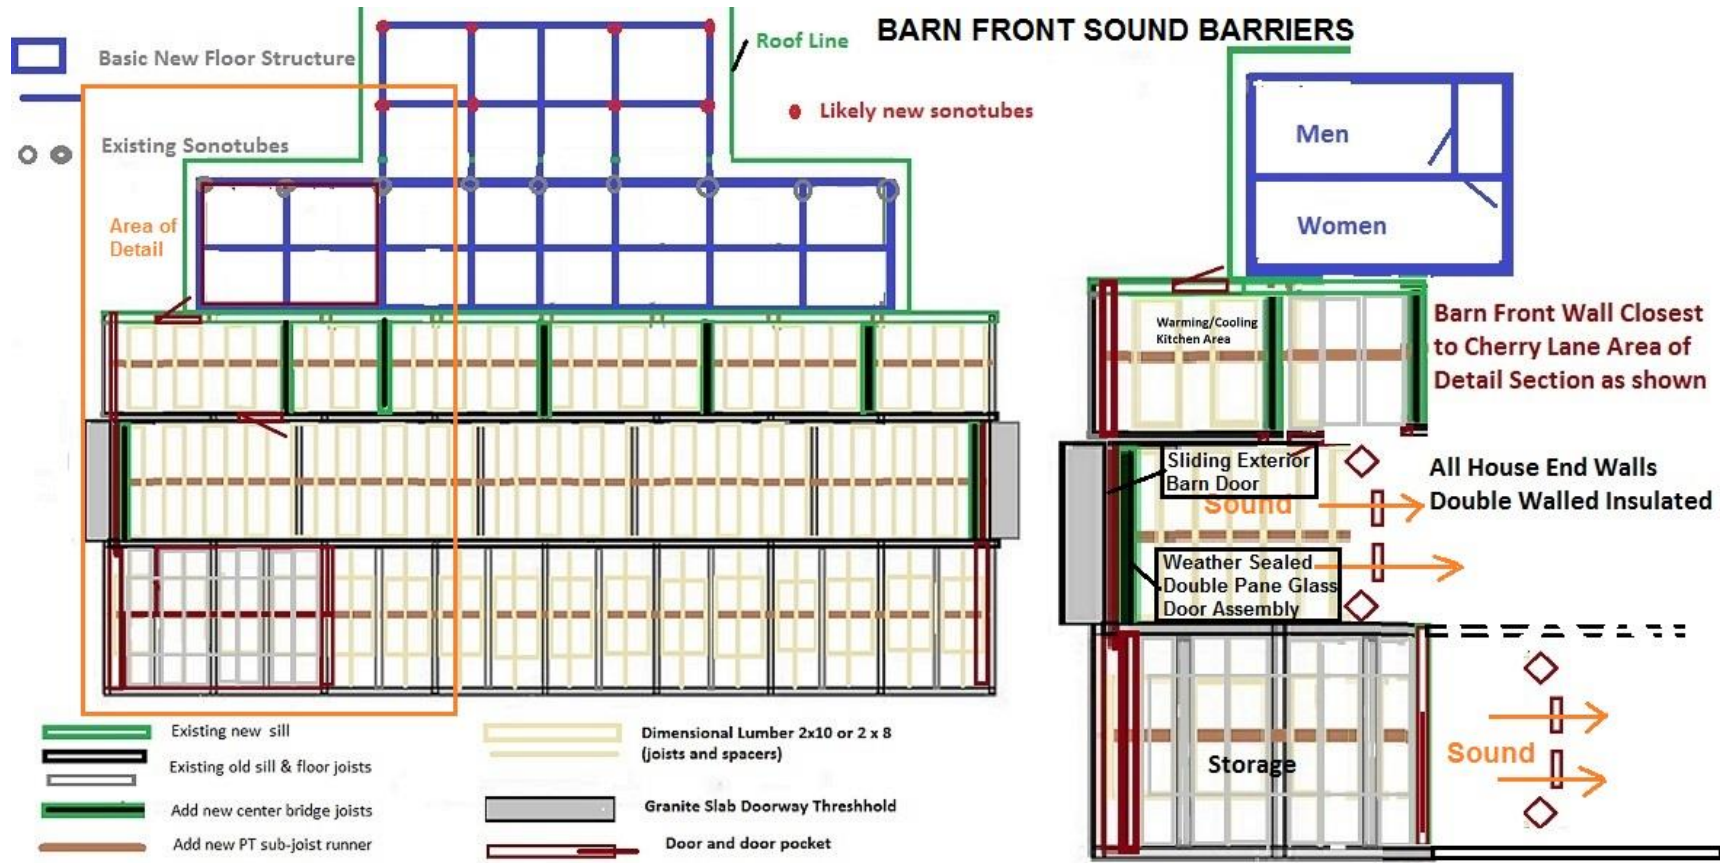 BARN FRONT SOUND BARRIERS
Roof Line
Basic New Floor Structure
Likely new sonotubes
Existing Sonotubes
Area of
Detail
Men
Women
Warming/Cooling
Kitchen Area
Barn Front Wall Closest
to Cherry Lane Area of
Detail Section as shown
Sliding Exterior
Barn Door
Sound
All House End Walls
Double Walled Insulated
Weather Sealed
Double Pane Glass
Door Assembly
Storage
Sound
Existing new sill
Existing old sill & floor joists
Add new center bridge joists
Add new PT sub-joist runner
Dimensional Lumber 2x10 or 2 x 8
(joists and spacers)
Granite Slab Doorway Threshhold
Door and door pocket